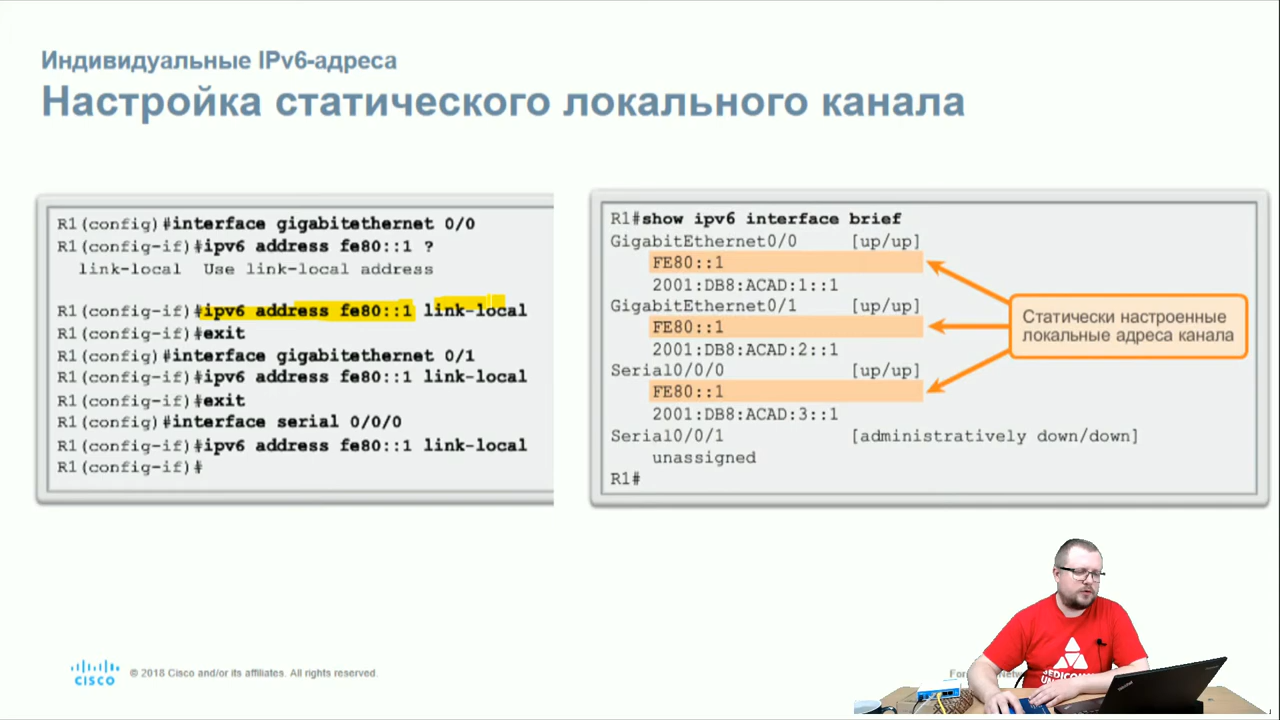 Индивидуальные IPv6-адреса
Настройка статического локального канала
R1(config)#interface gigabitethernet 0/0
R1(config-if)#ipv6 address fe80::1 ?
link-local Use link-local address
R1(config-if)#ipv6 address fe80::1 link-local
R1(config-if)#exit
R1(config)#interface gigabitethernet 0/1
R1(config-if)#ipv6 address fe80::1 link-local
R1(config-if)#exit
R1(config)#interface serial 0/0/0
R1(config-if)#ipv6 address fe80::1 link-local
R1(config-if)#
R1#show ipv6 interface brief
GigabitEthernet0/0 [up/up]
FE80::1
2001:DB8:ACAD:1::1
GigabitEthernet0/1 [up/up]
FE80::1
2001:DB8:ACAD:2::1
Serial0/0/0 [up/up]
FE80::1
2001:DB8:ACAD:3::1
Serial0/0/1 [administratively down/down]
unassigned
R1#
Статически настроенные
локальные адреса канала
CISCO © 2018 Cisco and/or its affiliates. All rights reserved.